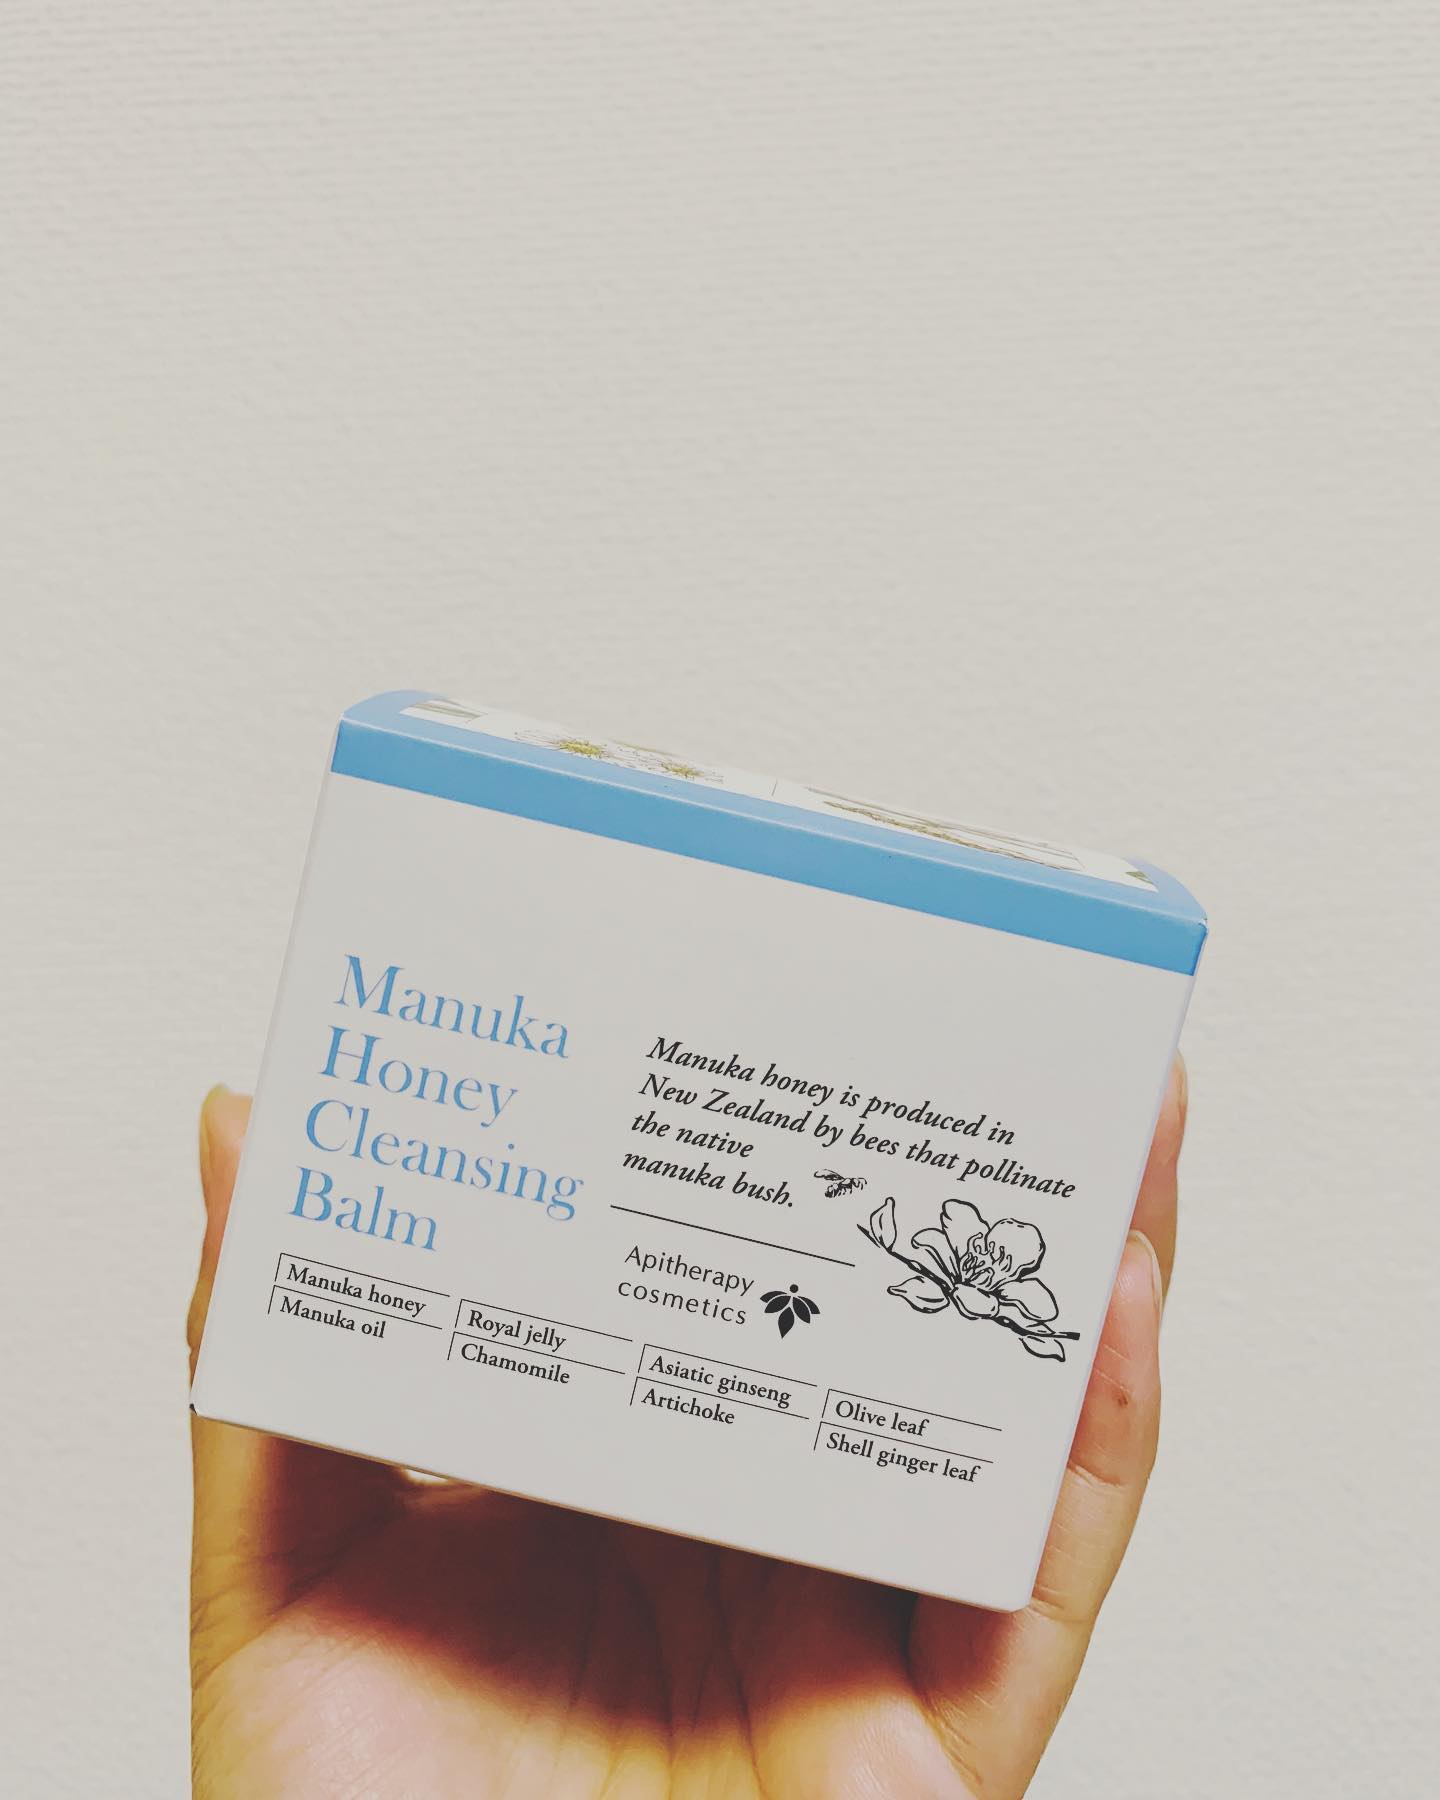 Manuka
Honey
Cleansing
Balm
Manuka honey is produced in
New Zealand by bees that pollinate
the native
manuka bush.
Apitherapy
cosmetics
Manuka honey
Manuka oil
Royal jelly
Chamomile
Asiatic ginseng
Artichoke
Olive leaf
Shell ginger leaf